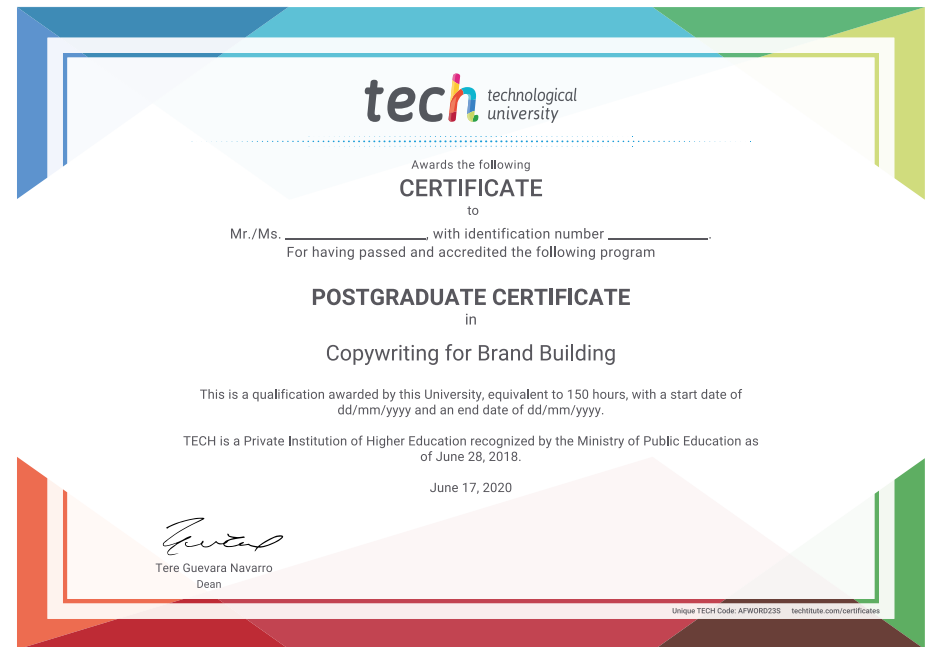 tech technological
university
Awards the following
CERTIFICATE
to
Mr./Ms. ____________________, with identification number ______________.
For having passed and accredited the following program
POSTGRADUATE CERTIFICATE
in
Copywriting for Brand Building
This is a qualification awarded by this University, equivalent to 150 hours, with a start date of
dd/mm/yyyy and an end date of dd/mm/yyyy.
TECH is a Private Institution of Higher Education recognized by the Ministry of Public Education as
of June 28, 2018.
June 17, 2020
Tere Guevara Navarro
Dean
Unique TECH Code: AFWORD23S techtitute.com/certificates